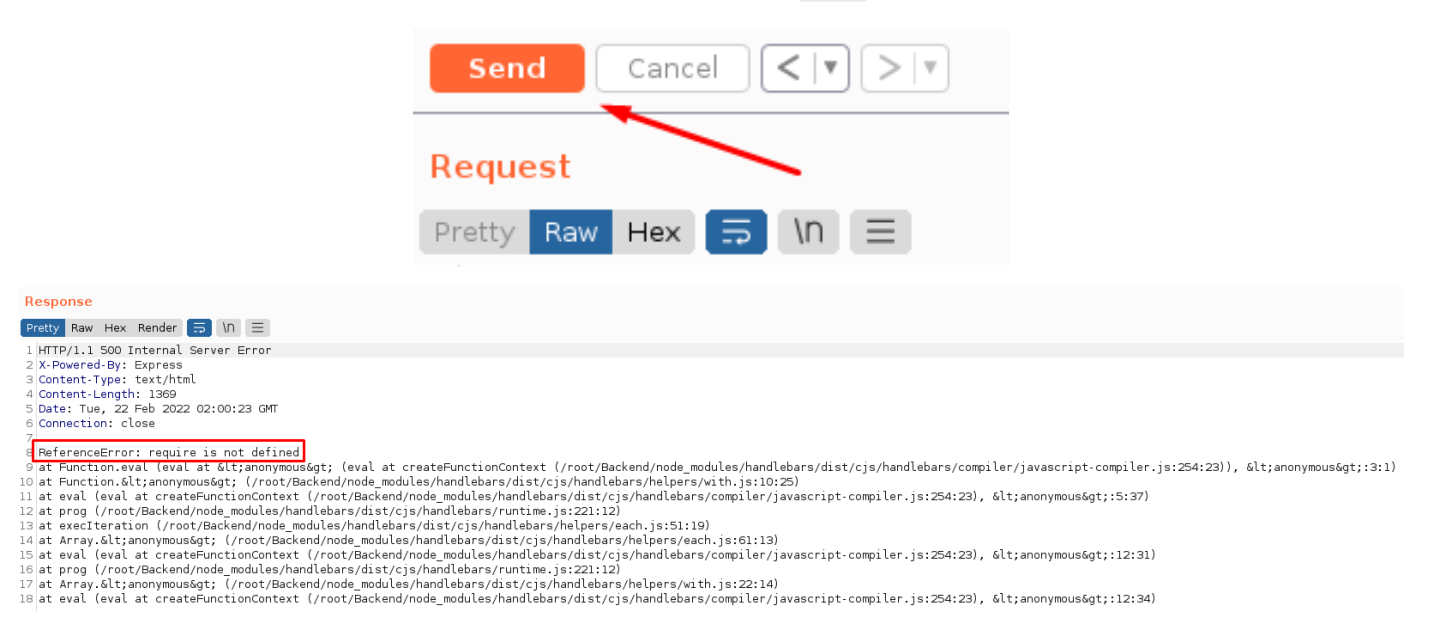 Send Cancel < ▼ > ▼
Request
Pretty Raw Hex \n
Response
Pretty Raw Hex Render \n
1 HTTP/1.1 500 Internal Server Error
2 X-Powered-By: Express
3 Content-Type: text/html
4 Content-Length: 1369
5 Date: Tue, 22 Feb 2022 02:00:23 GMT
6 Connection: close
7
8 ReferenceError: require is not defined
9 at Function.eval (eval at &lt;anonymous&gt; (eval at createFunctionContext (/root/Backend/node_modules/handlebars/dist/cjs/handlebars/compiler/javascript-compiler.js:254:23)), &lt;anonymous&gt;:3:1)
10 at Function.&lt;anonymous&gt; (/root/Backend/node_modules/handlebars/dist/cjs/handlebars/helpers/with.js:10:25)
11 at eval (eval at createFunctionContext (/root/Backend/node_modules/handlebars/dist/cjs/handlebars/compiler/javascript-compiler.js:254:23), &lt;anonymous&gt;:5:37)
12 at prog (/root/Backend/node_modules/handlebars/dist/cjs/handlebars/runtime.js:221:12)
13 at execIteration (/root/Backend/node_modules/handlebars/dist/cjs/handlebars/helpers/each.js:51:19)
14 at Array.&lt;anonymous&gt; (/root/Backend/node_modules/handlebars/dist/cjs/handlebars/helpers/each.js:61:13)
15 at eval (eval at createFunctionContext (/root/Backend/node_modules/handlebars/dist/cjs/handlebars/compiler/javascript-compiler.js:254:23), &lt;anonymous&gt;:12:31)
16 at prog (/root/Backend/node_modules/handlebars/dist/cjs/handlebars/runtime.js:221:12)
17 at Array.&lt;anonymous&gt; (/root/Backend/node_modules/handlebars/dist/cjs/handlebars/helpers/with.js:22:14)
18 at eval (eval at createFunctionContext (/root/Backend/node_modules/handlebars/dist/cjs/handlebars/compiler/javascript-compiler.js:254:23), &lt;anonymous&gt;:12:34)